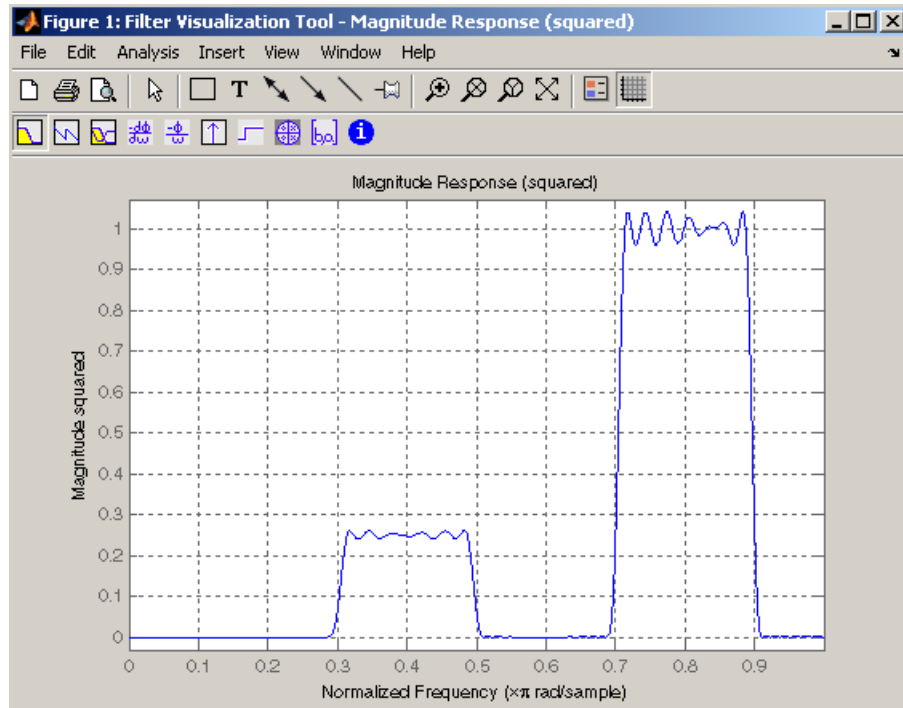 Figure 1: Filter Visualization Tool - Magnitude Response (squared)
File Edit Analysis Insert View Window Help
T
Magnitude Response (squared)
1
0.9
0.8
0.7
0.6
0.5
0.4
0.3
0.2
0.1
0
Magnitude squared
0 0.1 0.2 0.3 0.4 0.5 0.6 0.7 0.8 0.9
Normalized Frequency (×π rad/sample)